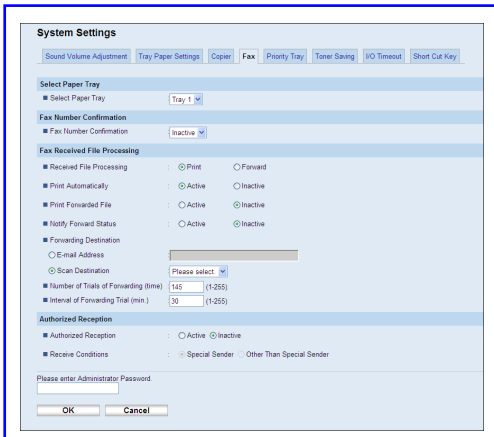 System Settings
Sound Volume Adjustment Tray Paper Settings Copier Fax Priority Tray Toner Saving I/O Timeout Short Cut Key
Select Paper Tray
Select Paper Tray : Tray 1
Fax Number Confirmation
Fax Number Confirmation : Inactive
Fax Received File Processing
Received File Processing : Print Forward
Print Automatically : Active Inactive
Print Forwarded File : Active Inactive
Notify Forward Status : Active Inactive
Forwarding Destination
E-mail Address :
Scan Destination : Please select
Number of Trials of Forwarding (time) : 145 (1-255)
Interval of Forwarding Trial (min.) : 30 (1-255)
Authorized Reception
Authorized Reception : Active Inactive
Receive Conditions : Special Sender Other Than Special Sender
Please enter Administrator Password.
OK Cancel